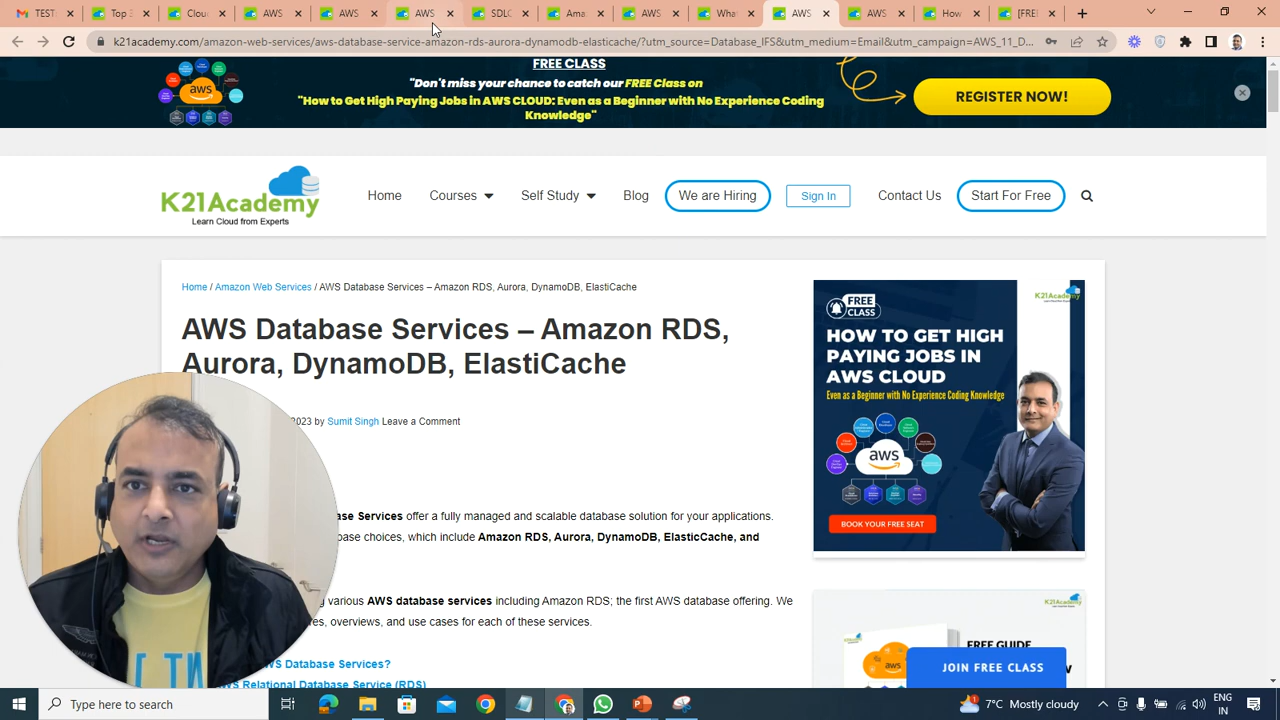 TEST
Top 3
Cloud
AWS
AWS
AWS
SDLC
Ama
AWS
What
AWS
AWS
How
[FREE
k21academy.com/amazon-web-services/aws-database-service-amazon-rds-aurora-dynamodb-elasticache/?utm_source=Database_IFS&utm_medium=Email&utm_campaign=AWS_11_D...
FREE CLASS
"Don't miss your chance to catch our FREE Class on
"How to Get High Paying Jobs in AWS CLOUD: Even as a Beginner with No Experience Coding
Knowledge"
aws
REGISTER NOW!
K21Academy
Learn Cloud from Experts
Home
Courses
Self Study
Blog
We are Hiring
Sign In
Contact Us
Start For Free
Home / Amazon Web Services / AWS Database Services – Amazon RDS, Aurora, DynamoDB, ElastiCache
AWS Database Services – Amazon RDS,
Aurora, DynamoDB, ElastiCache
2023 by Sumit Singh Leave a Comment
se Services offer a fully managed and scalable database solution for your applications.
base choices, which include Amazon RDS, Aurora, DynamoDB, ElasticCache, and
g various AWS database services including Amazon RDS; the first AWS database offering. We
res, overviews, and use cases for each of these services.
WS Database Services?
WS Relational Database Service (RDS)
FREE
CLASS
K21Academy
HOW TO GET HIGH
PAYING JOBS IN
AWS CLOUD
Even as a Beginner with No Experience Coding Knowledge
aws
BOOK YOUR FREE SEAT
K21Academy
FREE GUIDE
aws
JOIN FREE CLASS
Type here to search
7°C Mostly cloudy
ENG
IN